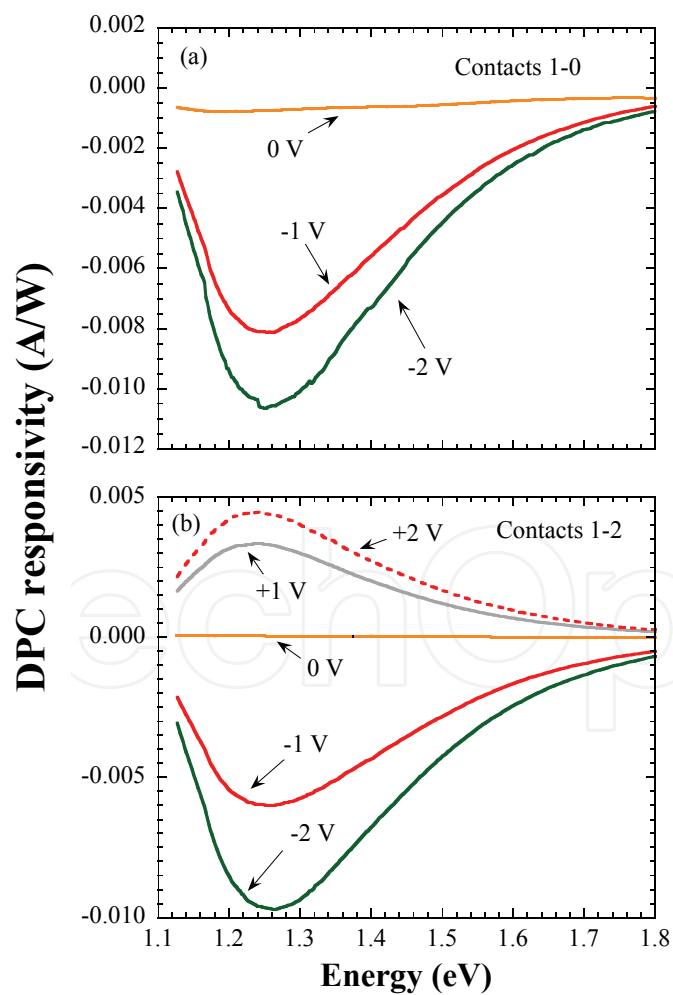 DPC responsivity (A/W)
0.002
(a)
Contacts 1-0
0.000
0 V
-0.002
-0.004
-1 V
-0.006
-0.008
-2 V
-0.010
-0.012
0.005
(b)
+2 V
Contacts 1-2
+1 V
0.000
0 V
-1 V
-0.005
-2 V
-0.010
1.1 1.2 1.3 1.4 1.5 1.6 1.7 1.8
Energy (eV)
echOp